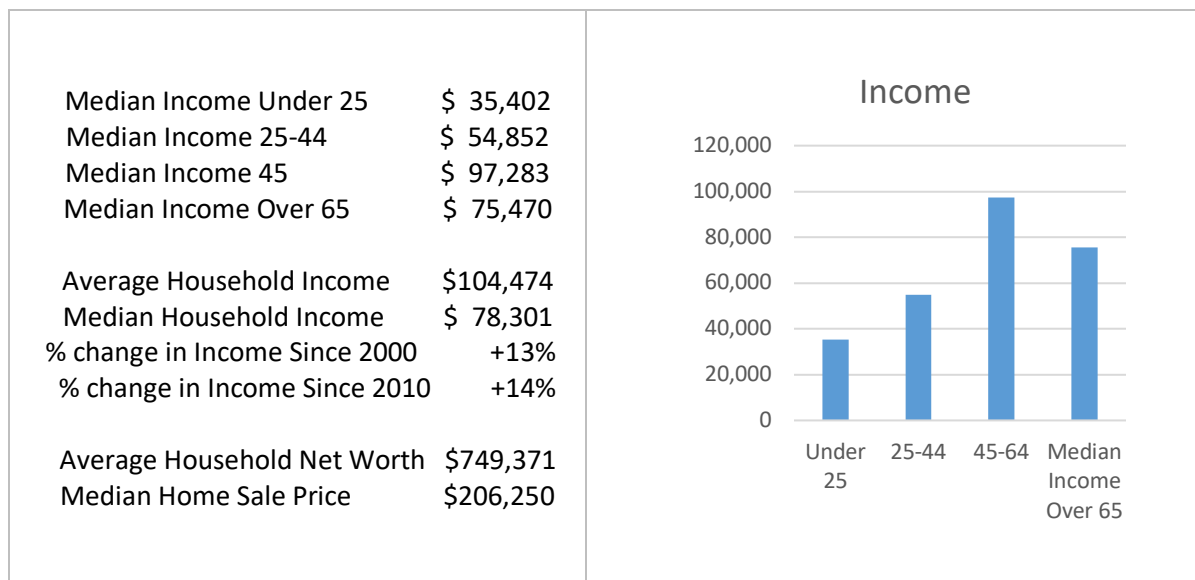 Median Income Under 25 $ 35,402
Median Income 25-44 $ 54,852
Median Income 45 $ 97,283
Median Income Over 65 $ 75,470
Average Household Income $104,474
Median Household Income $ 78,301
% change in Income Since 2000 +13%
% change in Income Since 2010 +14%
Average Household Net Worth $749,371
Median Home Sale Price $206,250
Income
120,000
100,000
80,000
60,000
40,000
20,000
0
Under 25-44 45-64 Median
25 Income
Over 65